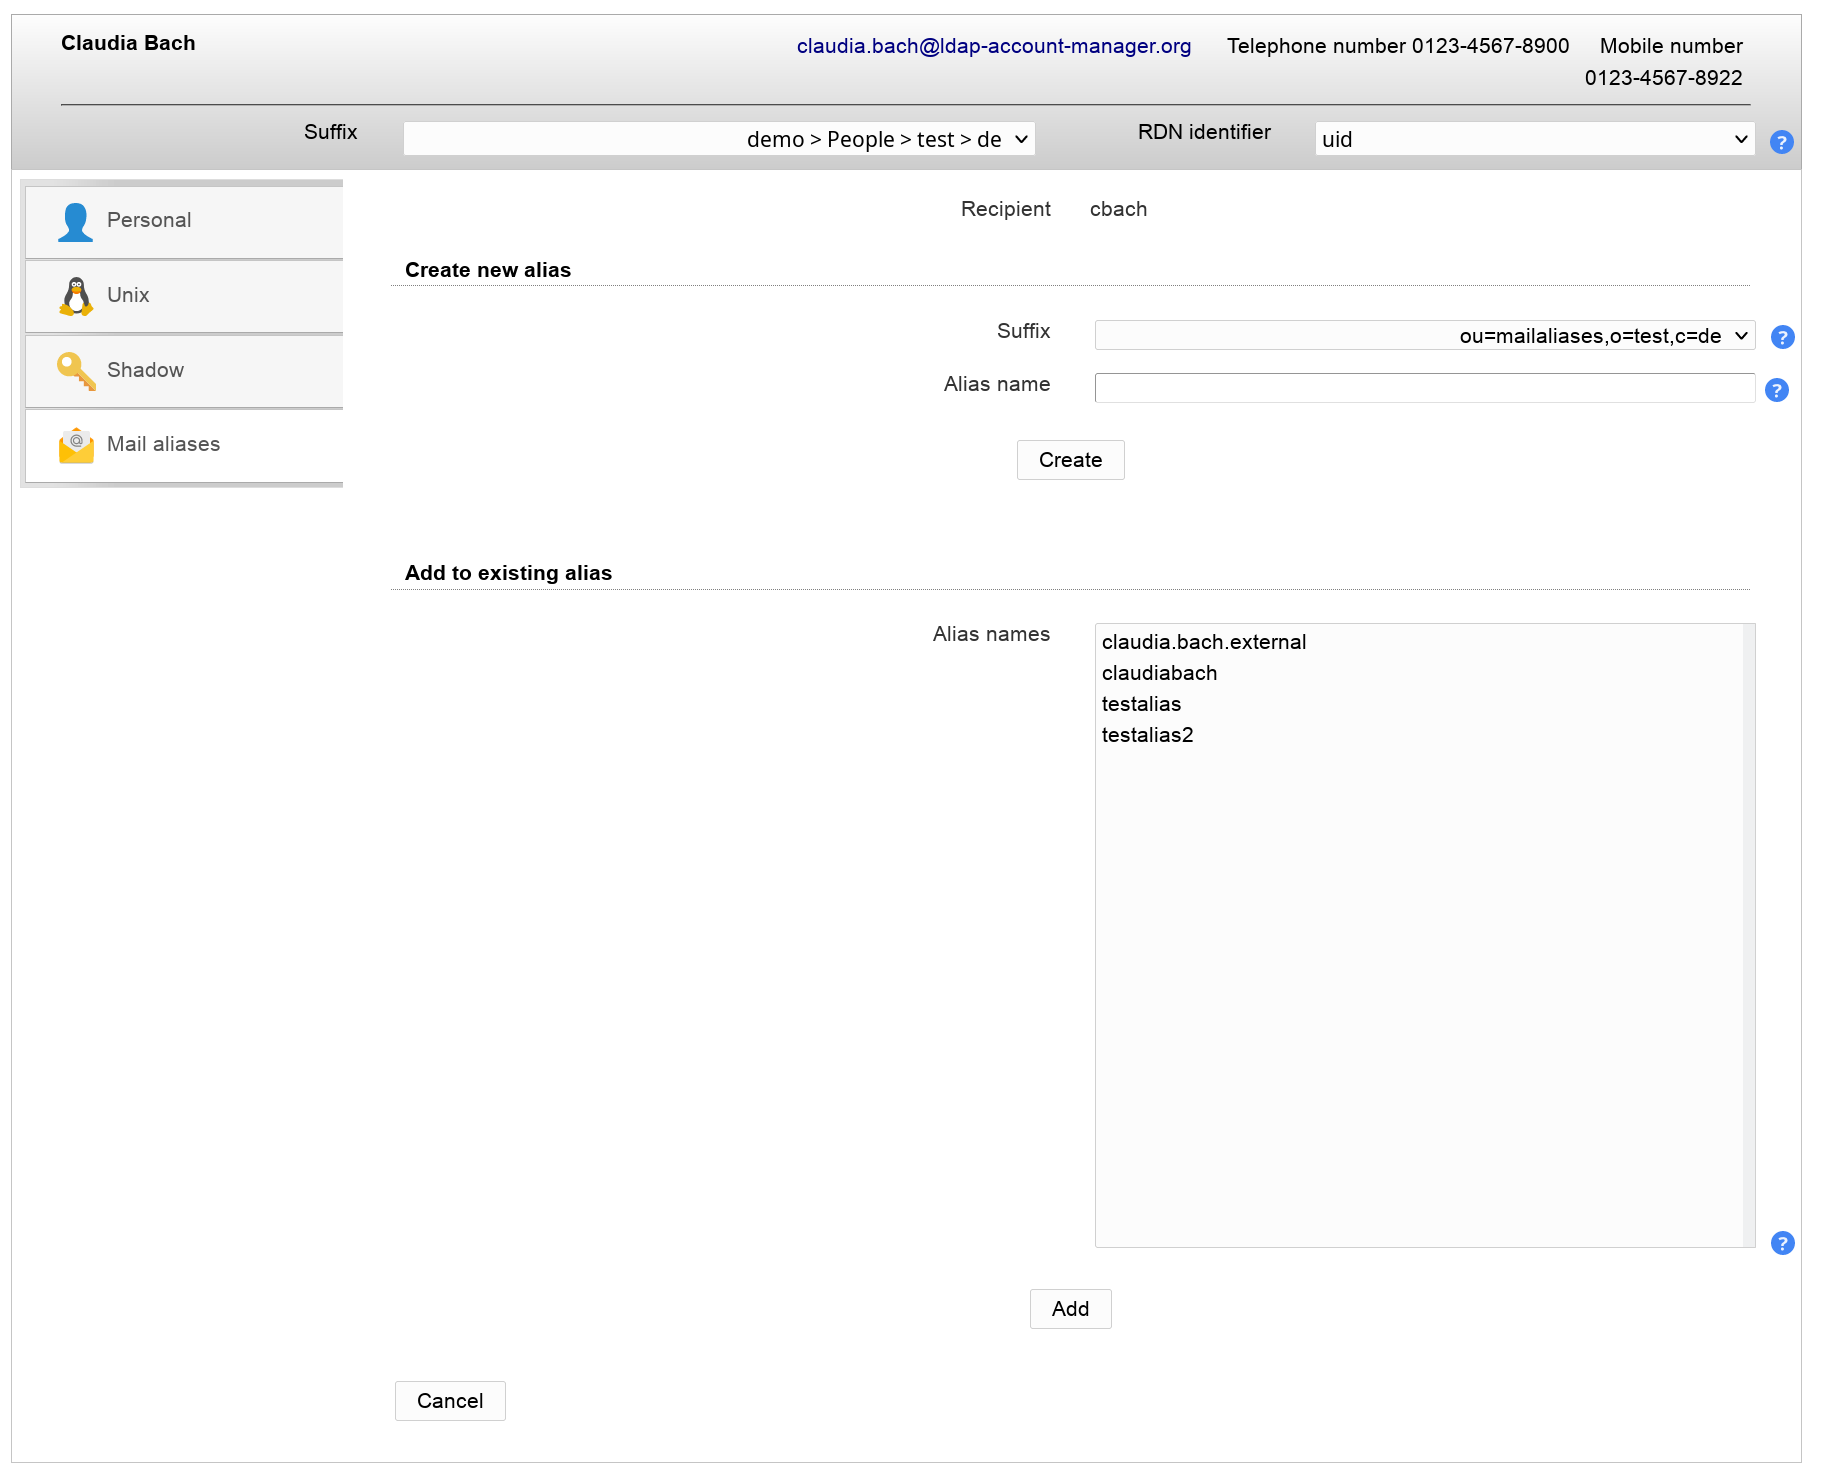 Claudia Bach
claudia.bach@ldap-account-manager.org Telephone number 0123-4567-8900 Mobile number
0123-4567-8922
Suffix demo > People > test > de RDN identifier uid ?
Personal
Unix
Shadow
@ Mail aliases
Recipient cbach
Create new alias
Suffix ou=mailaliases,o=test,c=de ?
Alias name ?
Create
Add to existing alias
Alias names
claudia.bach.external
claudiabach
testalias
testalias2
?
Add
Cancel